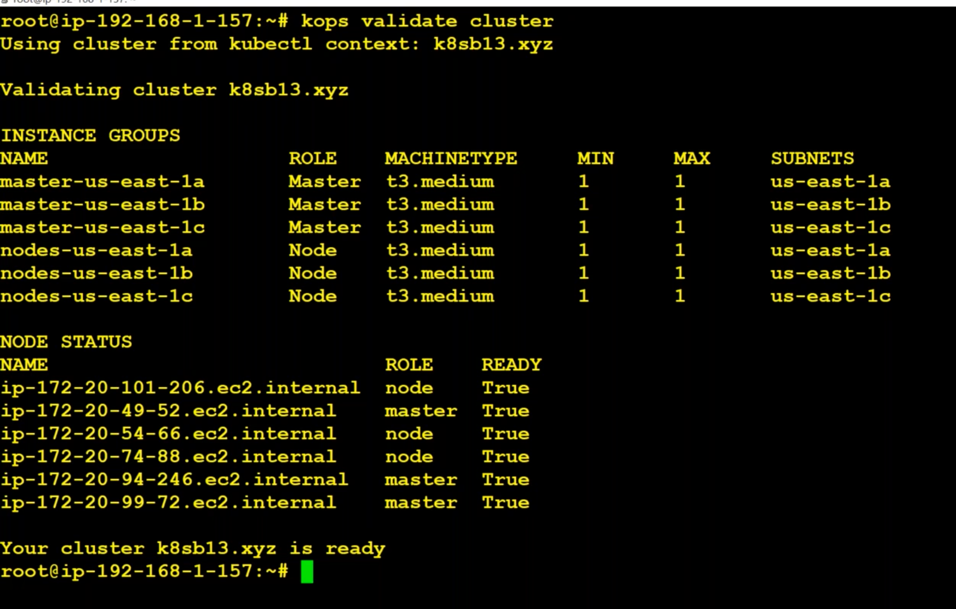 root@ip-192-168-1-157:~# kops validate cluster
Using cluster from kubectl context: k8sb13.xyz
Validating cluster k8sb13.xyz
INSTANCE GROUPS
NAME ROLE MACHINETYPE MIN MAX SUBNETS
master-us-east-1a Master t3.medium 1 1 us-east-1a
master-us-east-1b Master t3.medium 1 1 us-east-1b
master-us-east-1c Master t3.medium 1 1 us-east-1c
nodes-us-east-1a Node t3.medium 1 1 us-east-1a
nodes-us-east-1b Node t3.medium 1 1 us-east-1b
nodes-us-east-1c Node t3.medium 1 1 us-east-1c
NODE STATUS
NAME ROLE READY
ip-172-20-101-206.ec2.internal node True
ip-172-20-49-52.ec2.internal master True
ip-172-20-54-66.ec2.internal node True
ip-172-20-74-88.ec2.internal node True
ip-172-20-94-246.ec2.internal master True
ip-172-20-99-72.ec2.internal master True
Your cluster k8sb13.xyz is ready
root@ip-192-168-1-157:~#